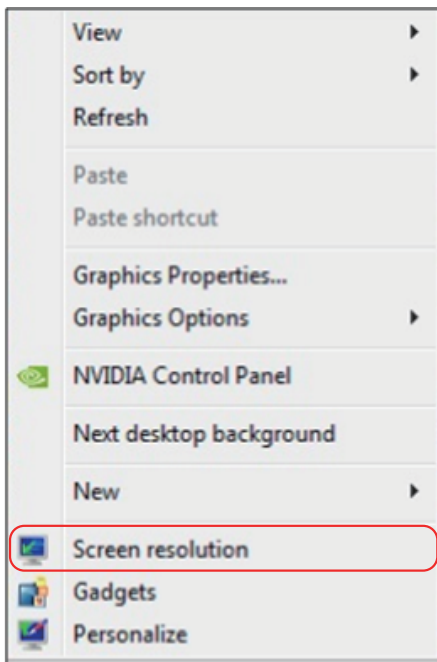 View
Sort by
Refresh
Paste
Paste shortcut
Graphics Properties...
Graphics Options
NVIDIA Control Panel
Next desktop background
New
Screen resolution
Gadgets
Personalize